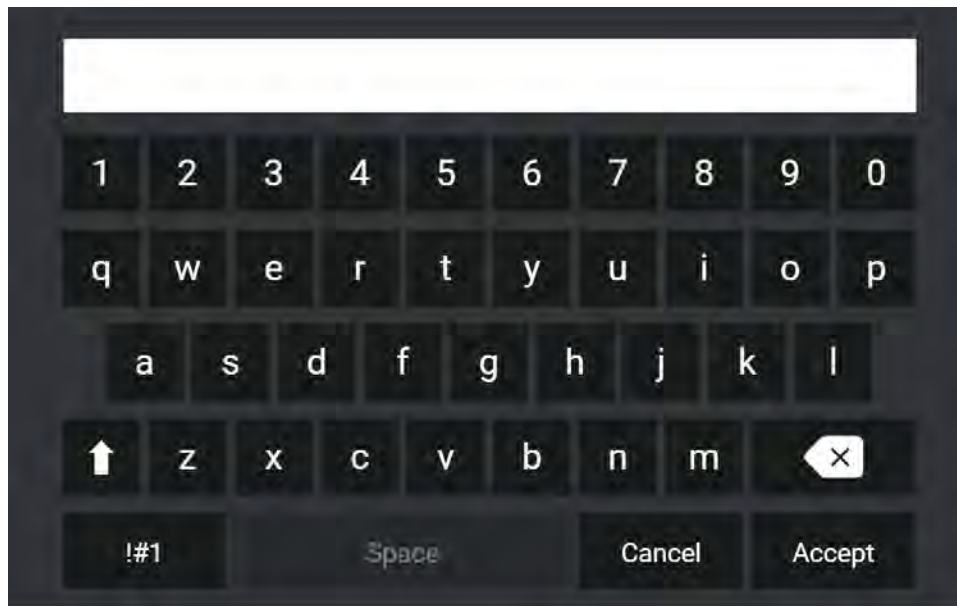 1 2 3 4 5 6 7 8 9 0
q w e r t y u i o p
a s d f g h j k l
z x c v b n m
!#1 Space Cancel Accept